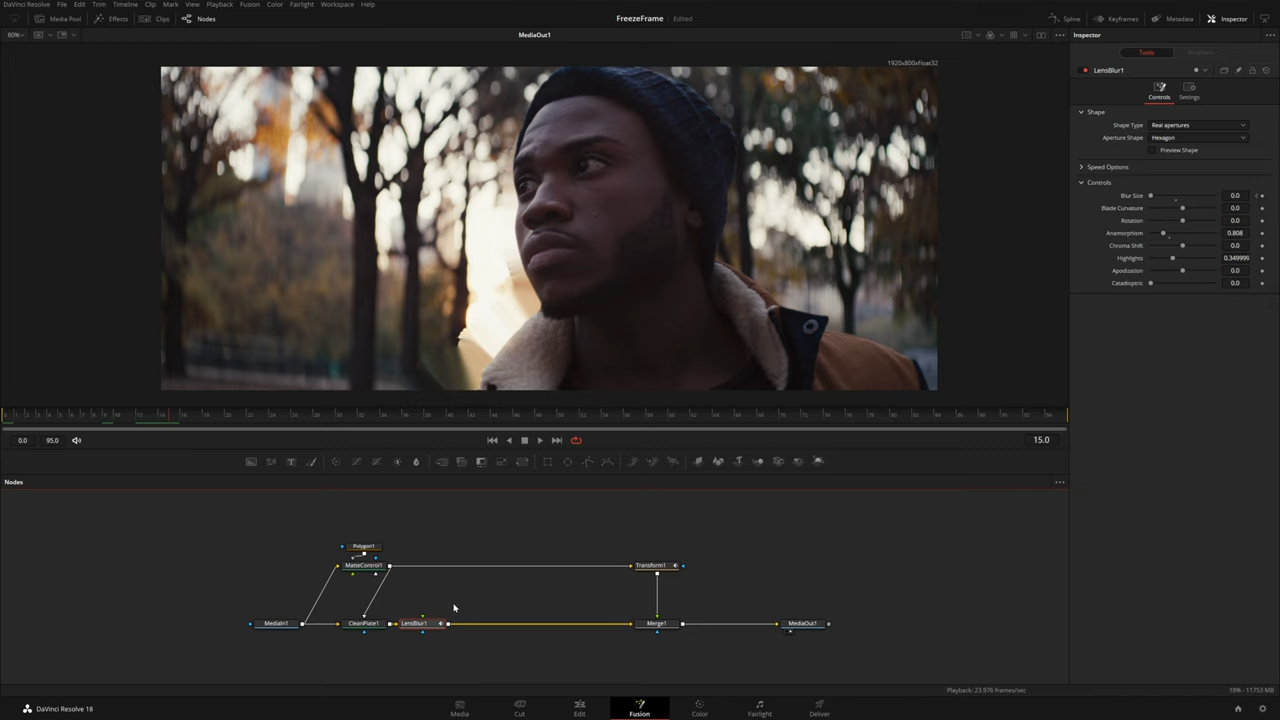 DaVinci Resolve File Edit Trim Timeline Clip Mark View Playback Fusion Color Fairlight Workspace Help
Media Pool Effects Clips Nodes FreezeFrame Edited Spline Keyframes Metadata Inspector
80% MediaOut1 Inspector
Tools Modifiers
1920x800xfloat32
LensBlur1
Controls Settings
Shape
Shape Type Real apertures
Aperture Shape Hexagon
Preview Shape
Speed Options
Controls
Blur Size 0.0
Blade Curvature 0.0
Rotation 0.0
Anamorphism 0.808
Chroma Shift 0.0
Highlights 0.349999
Apodization 0.0
Catadioptric 0.0
0.0 95.0 15.0
Nodes
Polygon1
MatteControl1 Transform1
MediaIn1 CleanPlate1 LensBlur1 Merge1 MediaOut1
Playback: 23.976 frames/sec 18% - 11753 MB
DaVinci Resolve 18 Media Cut Edit Fusion Color Fairlight Deliver